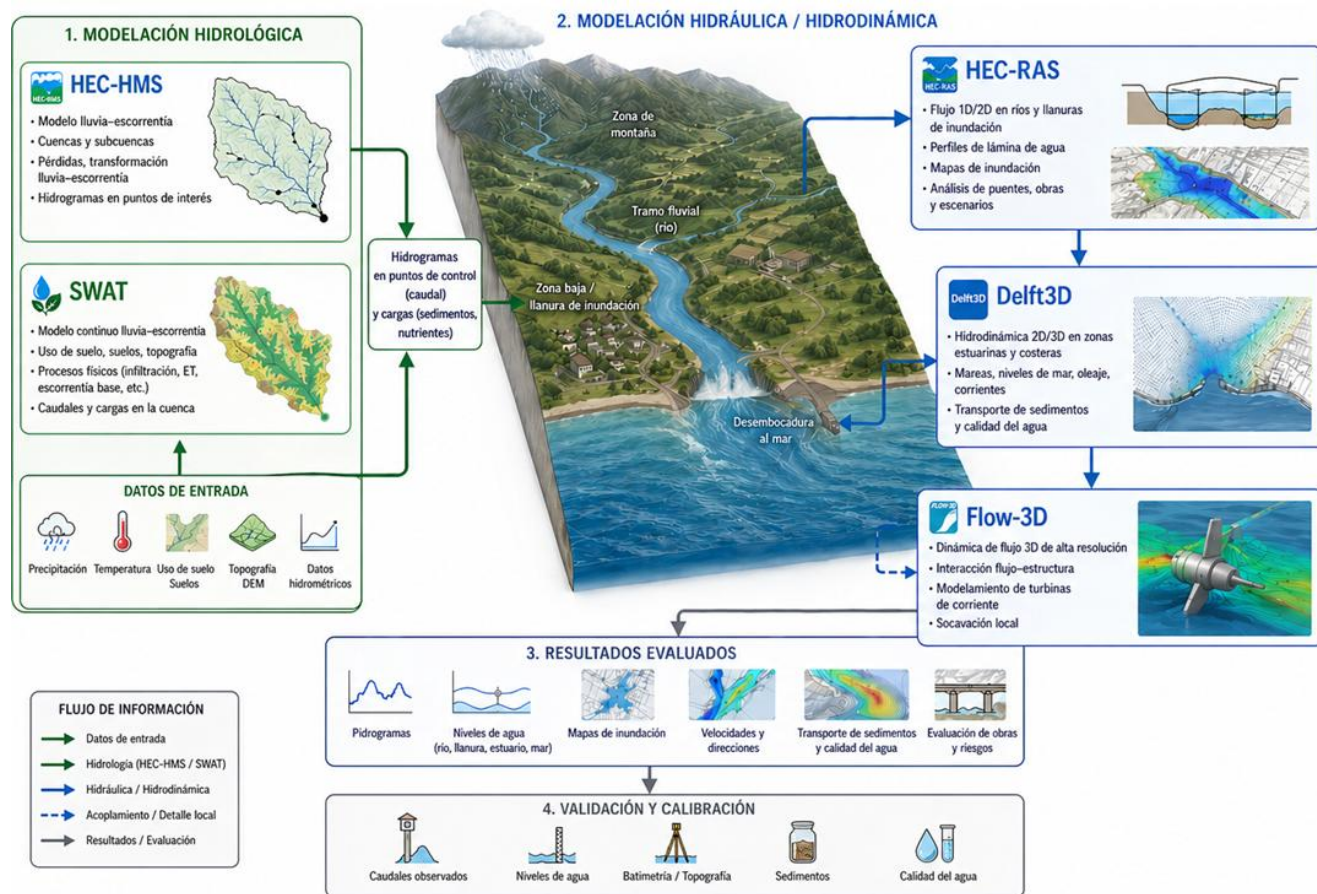 1. MODELACIÓN HIDROLÓGICA
HEC-HMS
HEC-HMS
• Modelo lluvia–escorrentía
• Cuencas y subcuencas
• Pérdidas, transformación
lluvia–escorrentía
• Hidrogramas en puntos de interés
SWAT
• Modelo continuo lluvia–escorrentía
• Uso de suelo, suelos, topografía
• Procesos físicos (infiltración, ET,
escorrentia base, etc.)
• Caudales y cargas en la cuenca
DATOS DE ENTRADA
Precipitación
Temperatura
Uso de suelo
Suelos
Topografía
DEM
Datos
hidrométricos
Hidrogramas
en puntos de control
(caudal)
y cargas (sedimentos,
nutrientes)
2. MODELACIÓN HIDRÁULICA / HIDRODINÁMICA
Zona de
montaña
Tramo fluvial
(río)
Zona baja /
llanura de inundación
Desembocadura
al mar
HEC-RAS
HEC-RAS
• Flujo 1D/2D en ríos y llanuras
de inundación
• Perfiles de lámina de agua
• Mapas de inundación
• Análisis de puentes, obras
y escenarios
Delft3D
Delft3D
• Hidrodinámica 2D/3D en zonas
estuarinas y costeras
• Mareas, niveles de mar, oleaje,
corrientes
• Transporte de sedimentos
y calidad del agua
FLOW-3D
Flow-3D
• Dinámica de flujo 3D de alta resolución
• Interacción flujo–estructura
• Modelamiento de turbinas
de corriente
• Socavación local
3. RESULTADOS EVALUADOS
Pidrogramas
Niveles de agua
(río, llanura, estuario, mar)
Mapas de inundación
Velocidades y
direcciones
Transporte de sedimentos
y calidad del agua
Evaluación de obras
y riesgos
4. VALIDACIÓN Y CALIBRACIÓN
Caudales observados
Niveles de agua
Batimetría / Topografía
Sedimentos
Calidad del agua
FLUJO DE INFORMACIÓN
Datos de entrada
Hidrología (HEC-HMS / SWAT)
Hidráulica / Hidrodinámica
Acoplamiento / Detalle local
Resultados / Evaluación